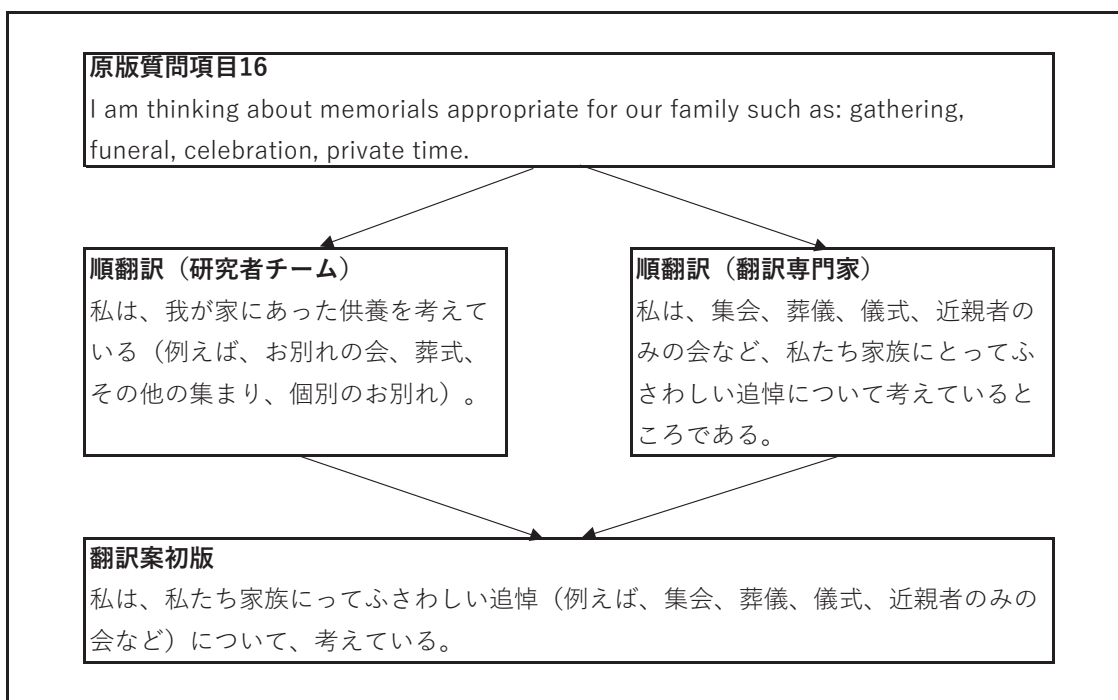 原版質問項目16
I am thinking about memorials appropriate for our family such as: gathering,
funeral, celebration, private time.
順翻訳（研究者チーム）
私は、我が家にあった供養を考えて
いる（例えば、お別れの会、葬式、
その他の集まり、個別のお別れ）。
順翻訳（翻訳専門家）
私は、集会、葬儀、儀式、近親者の
みの会など、私たち家族にとってふ
さわしい追悼について考えていると
ころである。
翻訳案初版
私は、私たち家族にってふさわしい追悼（例えば、集会、葬儀、儀式、近親者のみの
会など）について、考えている。